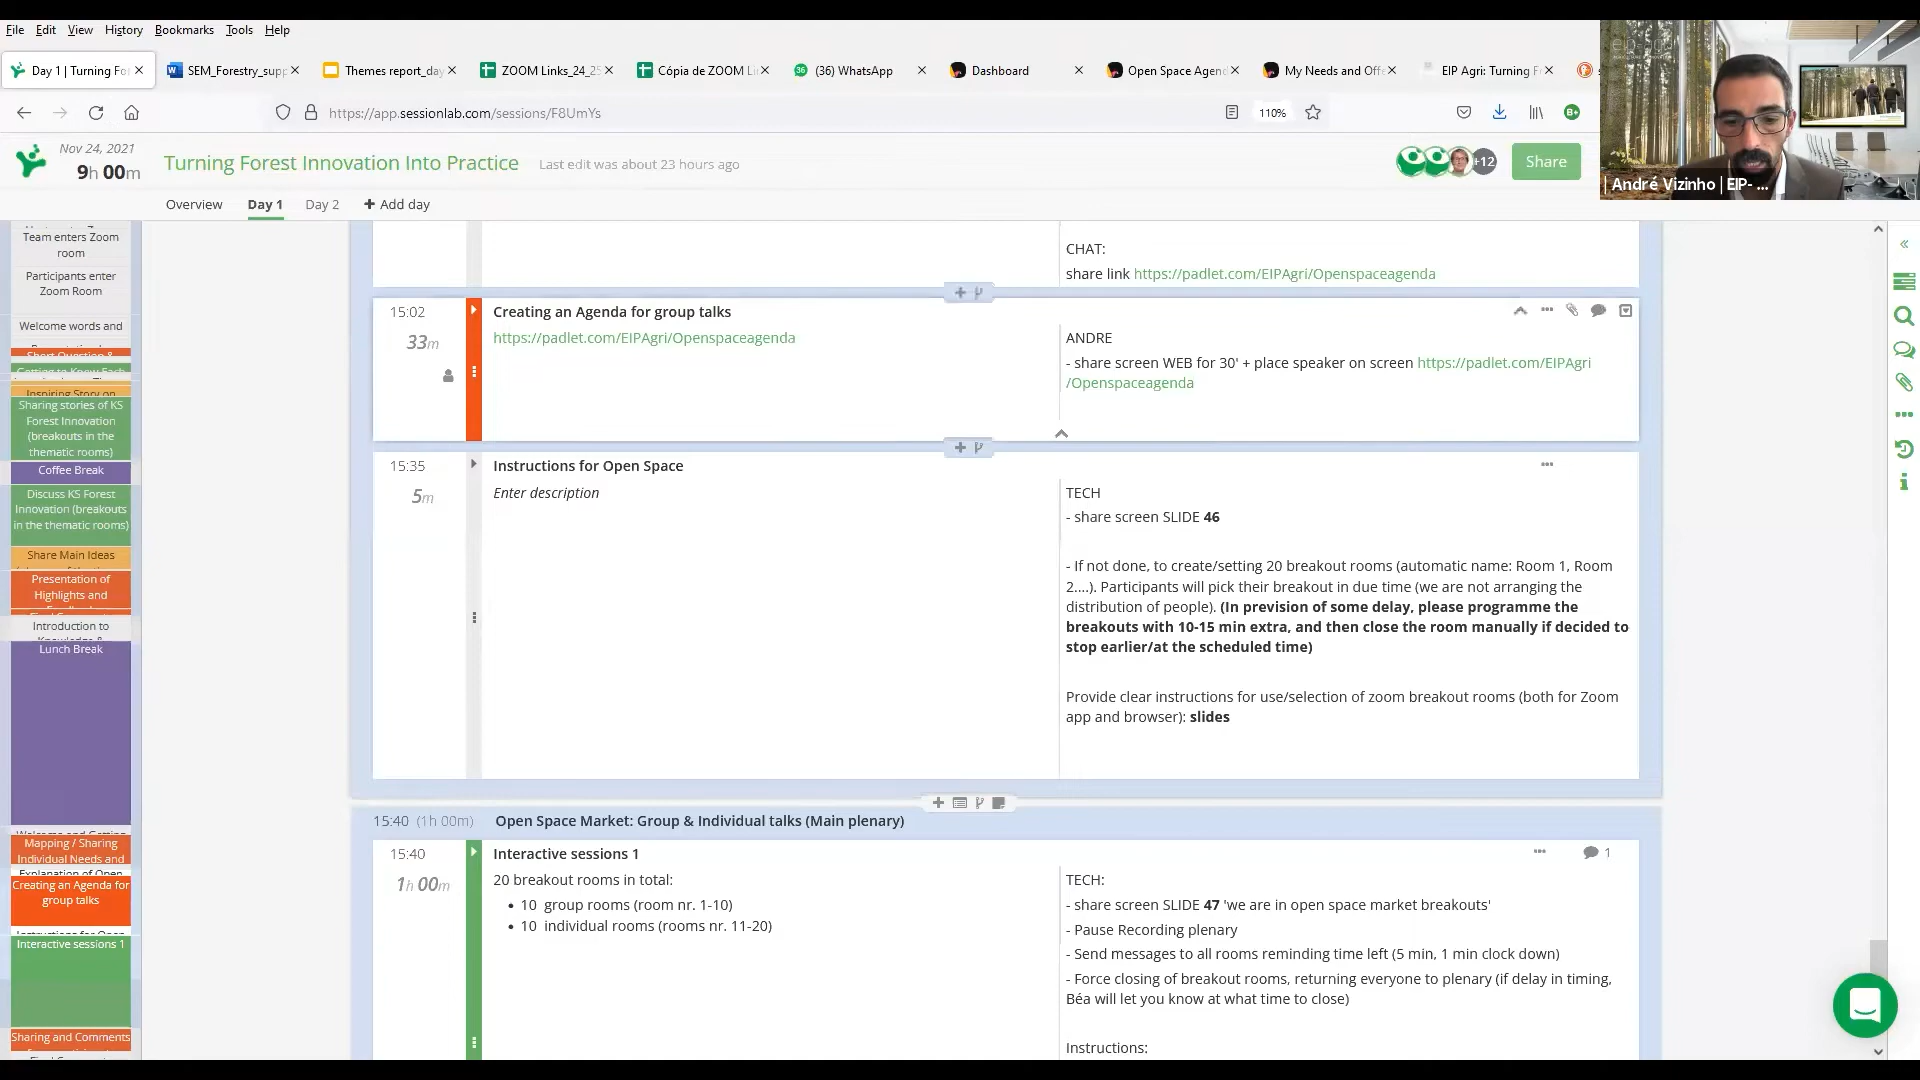 File Edit View History Bookmarks Tools Help
Day 1 | Turning Fo
SEM_Forestry_supp
Themes report_day
ZOOM Links_24_25
Cópia de ZOOM Li
(36) WhatsApp
Dashboard
Open Space Agen
My Needs and Offe
EIP Agri: Turning F
https://app.sessionlab.com/sessions/F8UmYs
110%
Nov 24, 2021
9h 00m
Turning Forest Innovation Into Practice
Last edit was about 23 hours ago
+12
Share
| André Vizinho | EIP- ...
Overview Day 1 Day 2 + Add day
Team enters Zoom
room
Participants enter
Zoom Room
Welcome words and
Short Question &
Getting to Know Each
Inspiring Story on
Sharing stories of KS
Forest Innovation
(breakouts in the
thematic rooms)
Coffee Break
Discuss KS Forest
Innovation (breakouts
in the thematic rooms)
Share Main Ideas
Presentation of
Highlights and
Introduction to
Lunch Break
Mapping / Sharing
Individual Needs and
Explanation of Open
Creating an Agenda for
group talks
Instructions for Open
Interactive sessions 1
Sharing and Comments
CHAT:
share link https://padlet.com/EIPAgri/Openspaceagenda
15:02
33m
Creating an Agenda for group talks
https://padlet.com/EIPAgri/Openspaceagenda
ANDRE
- share screen WEB for 30' + place speaker on screen https://padlet.com/EIPAgri
/Openspaceagenda
15:35
5m
Instructions for Open Space
Enter description
TECH
- share screen SLIDE 46
- If not done, to create/setting 20 breakout rooms (automatic name: Room 1, Room
2....). Participants will pick their breakout in due time (we are not arranging the
distribution of people). (In prevision of some delay, please programme the
breakouts with 10-15 min extra, and then close the room manually if decided to
stop earlier/at the scheduled time)
Provide clear instructions for use/selection of zoom breakout rooms (both for Zoom
app and browser): slides
15:40 (1h 00m) Open Space Market: Group & Individual talks (Main plenary)
15:40
1h 00m
Interactive sessions 1
1
20 breakout rooms in total:
• 10 group rooms (room nr. 1-10)
• 10 individual rooms (rooms nr. 11-20)
TECH:
- share screen SLIDE 47 'we are in open space market breakouts'
- Pause Recording plenary
- Send messages to all rooms reminding time left (5 min, 1 min clock down)
- Force closing of breakout rooms, returning everyone to plenary (if delay in timing,
Béa will let you know at what time to close)
Instructions: